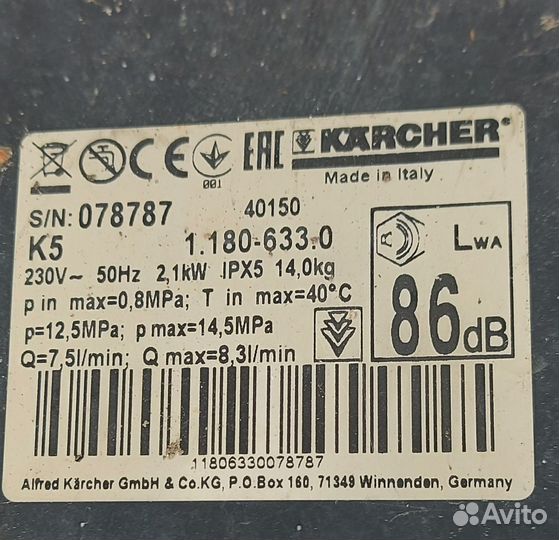 001
EAC
KÄRCHER®
Made in Italy
S/N: 078787 40150
K5 1.180-633.0
230V~ 50Hz 2,1kW IPX5 14,0kg
p in max=0,8MPa; T in max=40°C
p=12,5MPa; p max=14,5MPa
Q=7,5l/min; Q max=8,3l/min
LWA
86dB
11806330078787
Alfred Kärcher GmbH & Co.KG, P.O.Box 160, 71349 Winnenden, Germany
Avito